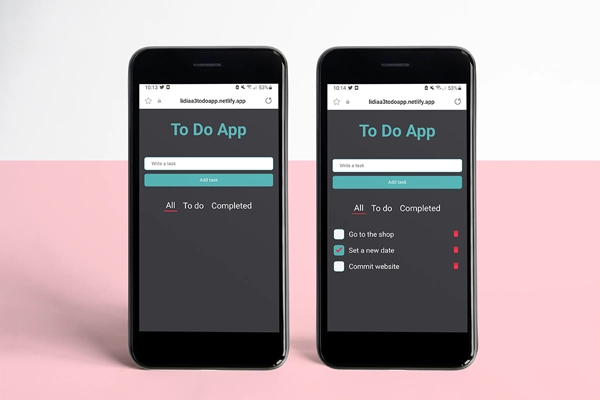 10:13 53%
lidiaa3todoapp.netlify.app
To Do App
Write a task
Add task
All To do Completed
10:14 53%
lidiaa3todoapp.netlify.app
To Do App
Write a task
Add task
All To do Completed
Go to the shop
Set a new date
Commit website